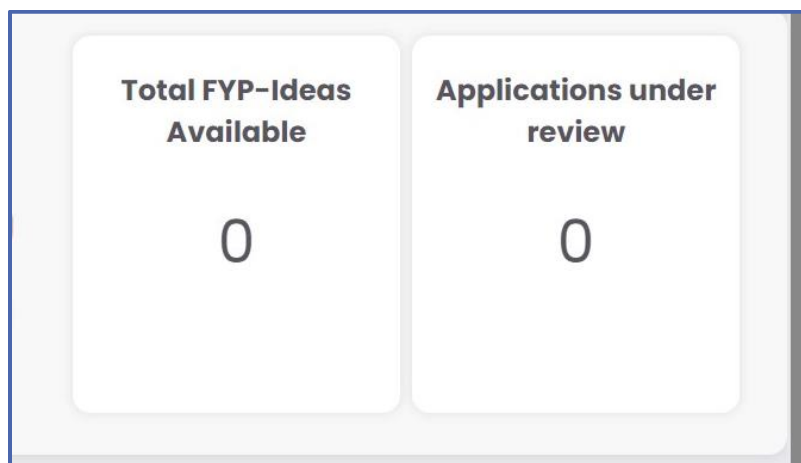 Total FYP-Ideas
Available
0
Applications under
review
0